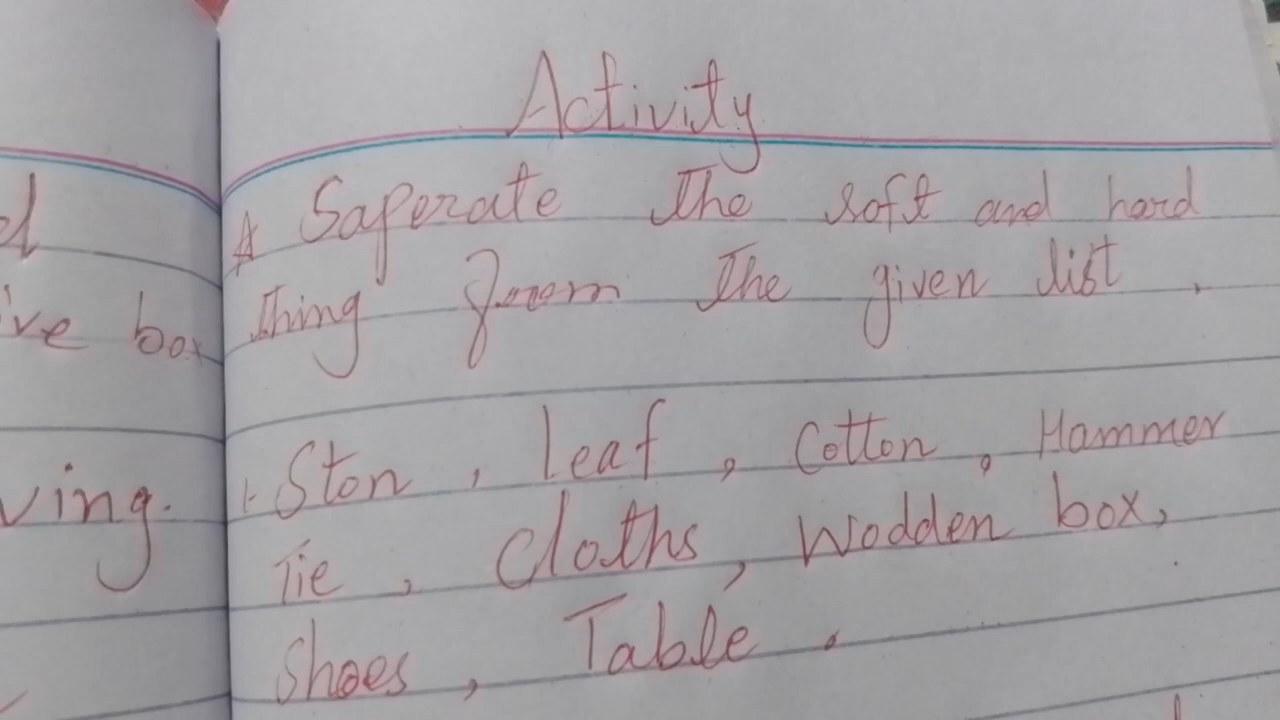 Activity
Saperate The soft and hard
Thing from The given list .
1. Ston , leaf , Cotton , Hammer
Tie , Cloths , Wodden box,
Shoes , Table .
ve box
ving.